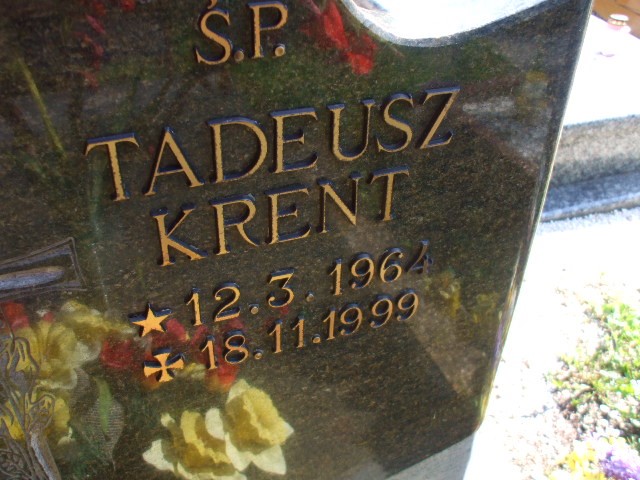 Ś.P.
TADEUSZ
KRENT
12.3.1964
18.11.1999